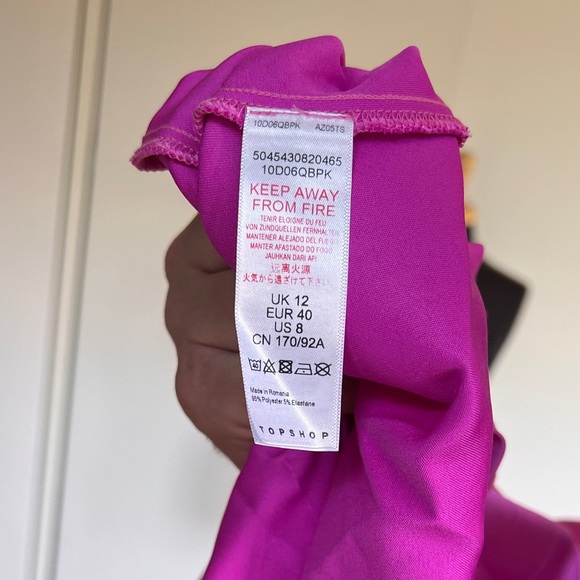 10D06QBPK AZ05TS
5045430820465
10D06QBPK
KEEP AWAY
FROM FIRE
TENIR ELOIGNE DU FEU
VON ZUNDQUELLEN FERNHALTEN
MANTENER ALEJADO DEL FUEGO
MANTER AFASTADO DO FOGO
JAUHKAN DARI API
远离火源
火気から遠ざけて下さい
UK 12
EUR 40
US 8
CN 170/92A
40
Made in Romania
95% Polyester 5% Elastane
TOPSHOP